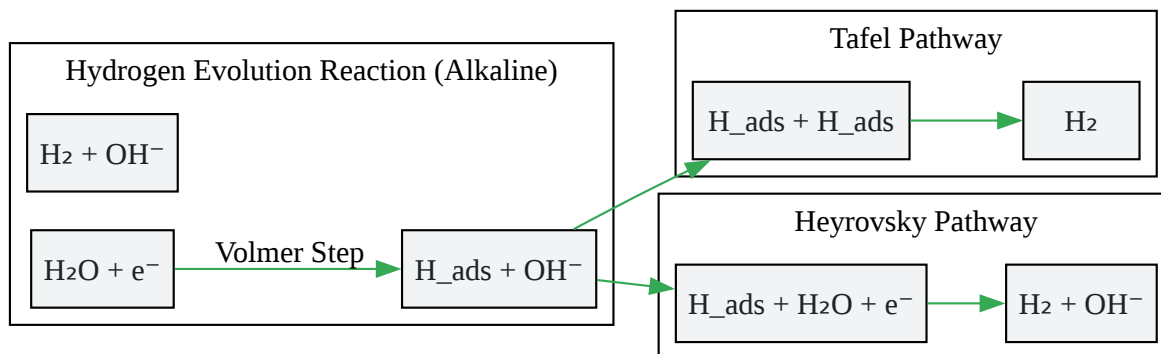 Hydrogen Evolution Reaction (Alkaline)
H₂ + OH⁻
H₂O + e⁻
Volmer Step
H_ads + OH⁻
Tafel Pathway
H_ads + H_ads
H₂
Heyrovsky Pathway
H_ads + H₂O + e⁻
H₂ + OH⁻